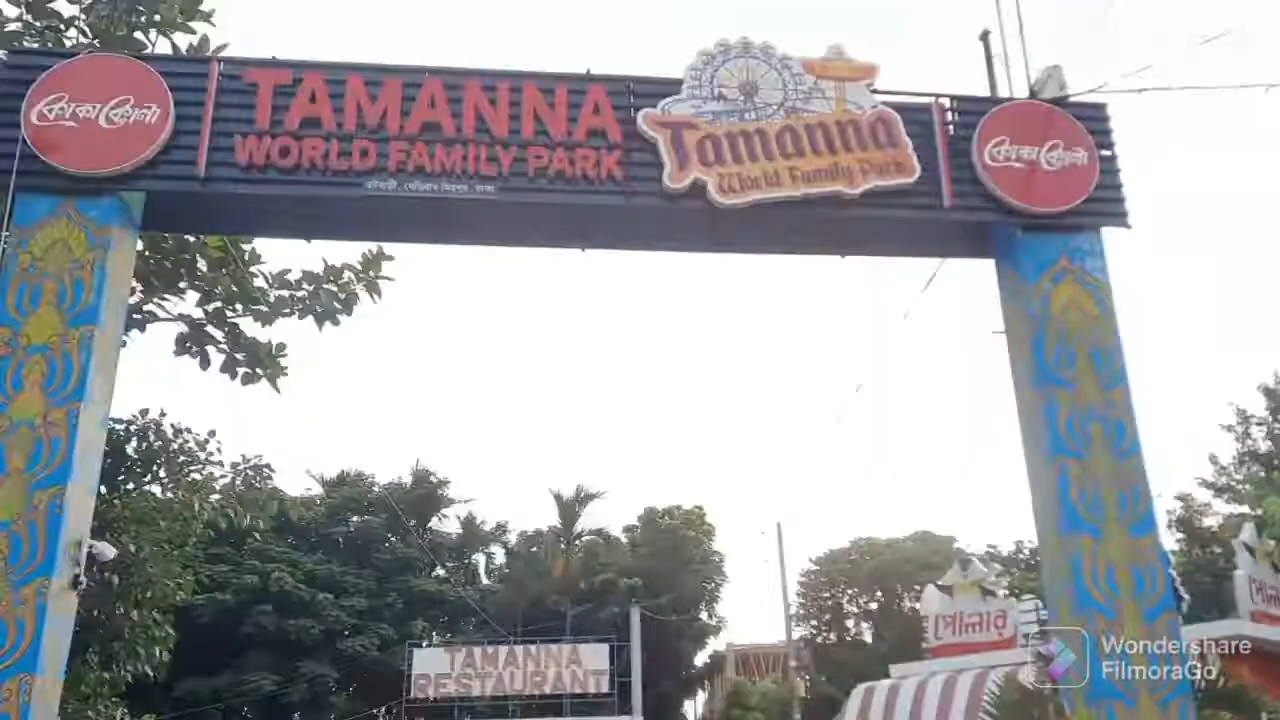 কোকা-কোলা
TAMANNA
WORLD FAMILY PARK
Tamanna
World Family Park
কোকা-কোলা
TAMANNA
RESTAURANT
পোলার
পোলার
Wondershare
FilmoraGo